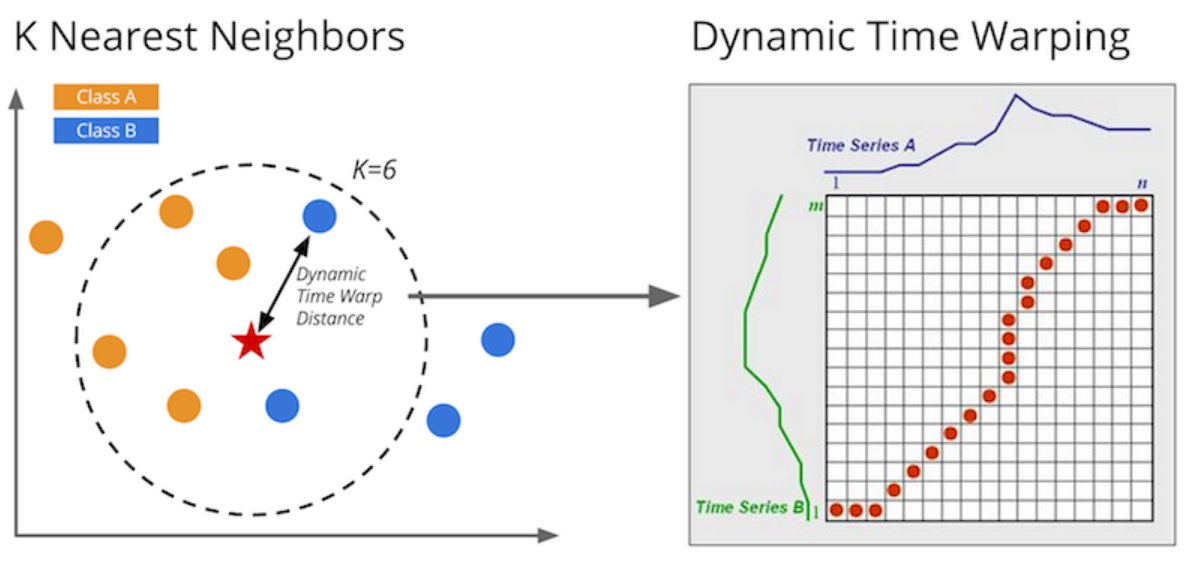 K Nearest Neighbors
Class A
Class B
K=6
Dynamic
Time Warp
Distance
Dynamic Time Warping
Time Series A
1
n
m
Time Series B
1